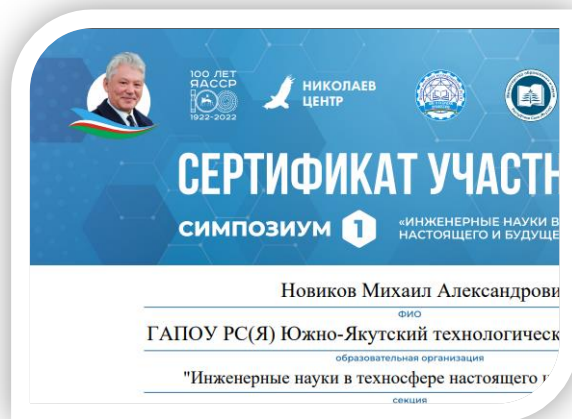 100 ЛЕТ
ЯАССР
1922-2022
НИКОЛАЕВ
ЦЕНТР
СЕРТИФИКАТ УЧАСТН
СИМПОЗИУМ 1
«ИНЖЕНЕРНЫЕ НАУКИ В
НАСТОЯЩЕГО И БУДУЩЕ
Новиков Михаил Александрови
ФИО
ГАПОУ РС(Я) Южно-Якутский технологическ
образовательная организация
"Инженерные науки в техносфере настоящего и
секция